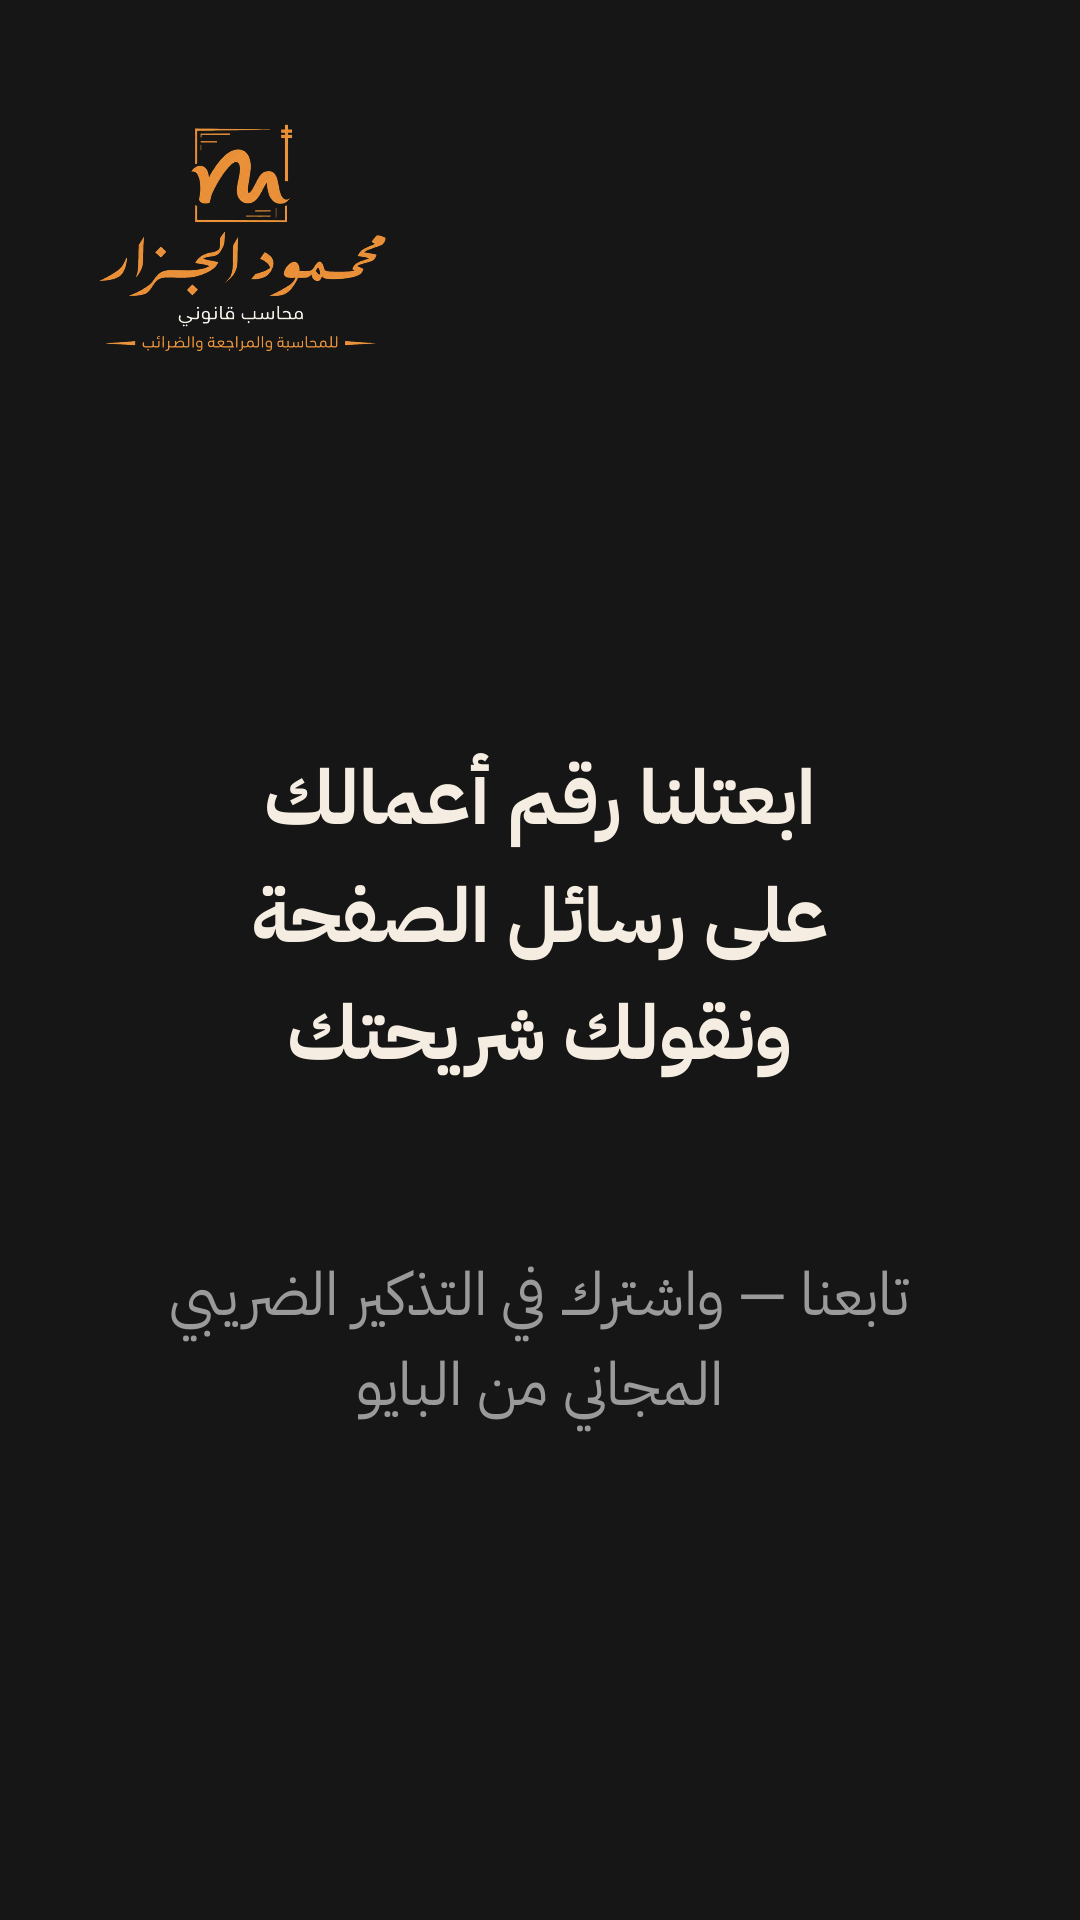 محمود الجزار
محاسب قانوني
للمحاسبة والمراجعة والضرائب
ابعتلنا رقم أعمالك
على رسائل الصفحة
ونقولك شريحتك
تابعنا — واشترك في التذكير الضريبي
المجاني من البايو